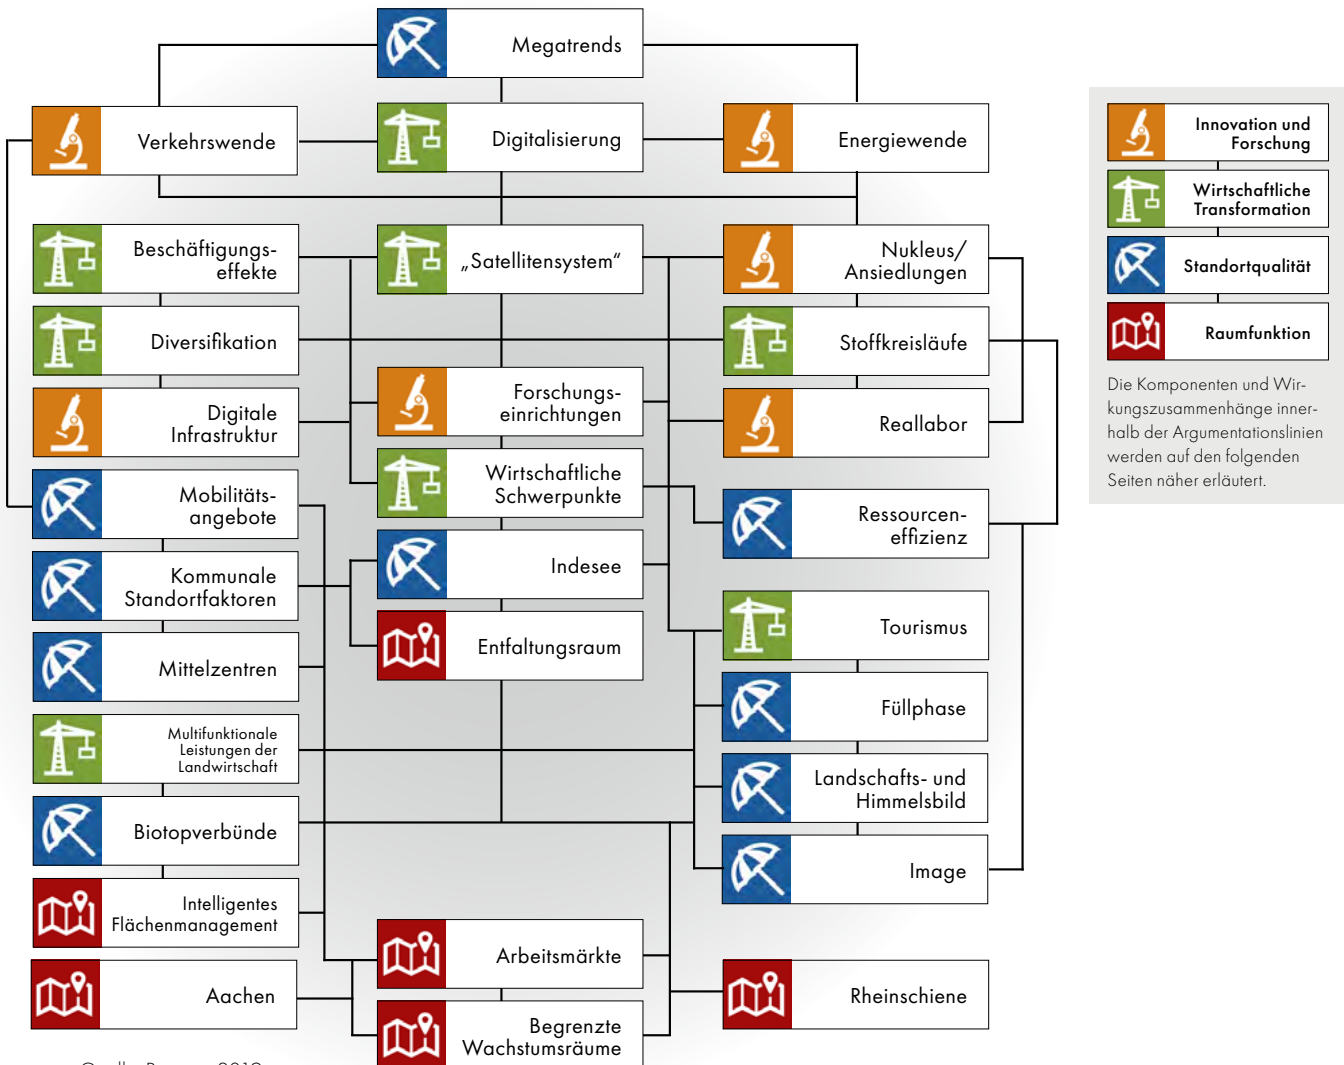 Megatrends
Verkehrswende
Digitalisierung
Energiewende
Beschäftigungs-
effekte
„Satellitensystem“
Nukleus/
Ansiedlungen
Diversifikation
Stoffkreisläufe
Digitale
Infrastruktur
Forschungs-
einrichtungen
Reallabor
Mobilitäts-
angebote
Wirtschaftliche
Schwerpunkte
Ressourcen-
effizienz
Kommunale
Standortfaktoren
Indesee
Mittelzentren
Entfaltungsraum
Tourismus
Füllphase
Multifunktionale
Leistungen der
Landwirtschaft
Landschafts- und
Himmelsbild
Biotopverbünde
Image
Intelligentes
Flächenmanagement
Arbeitsmärkte
Aachen
Rheinschiene
Begrenzte
Wachstumsräume
Innovation und
Forschung
Wirtschaftliche
Transformation
Standortqualität
Raumfunktion
Die Komponenten und Wir-
kungszusammenhänge inner-
halb der Argumentationslinien
werden auf den folgenden
Seiten näher erläutert.